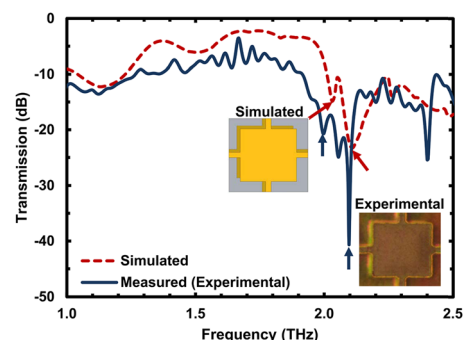 0
-10
-20
-30
-40
-50
Transmission (dB)
Simulated
Experimental
Simulated
Measured (Experimental)
1.0
1.5
2.0
2.5
Frequency (THz)